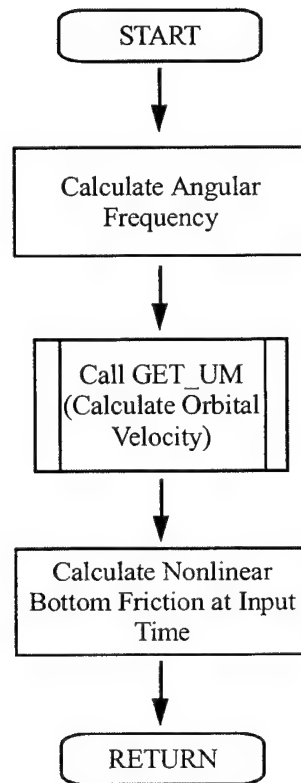 START
Calculate Angular
Frequency
Call GET_UM
(Calculate Orbital
Velocity)
Calculate Nonlinear
Bottom Friction at Input
Time
RETURN